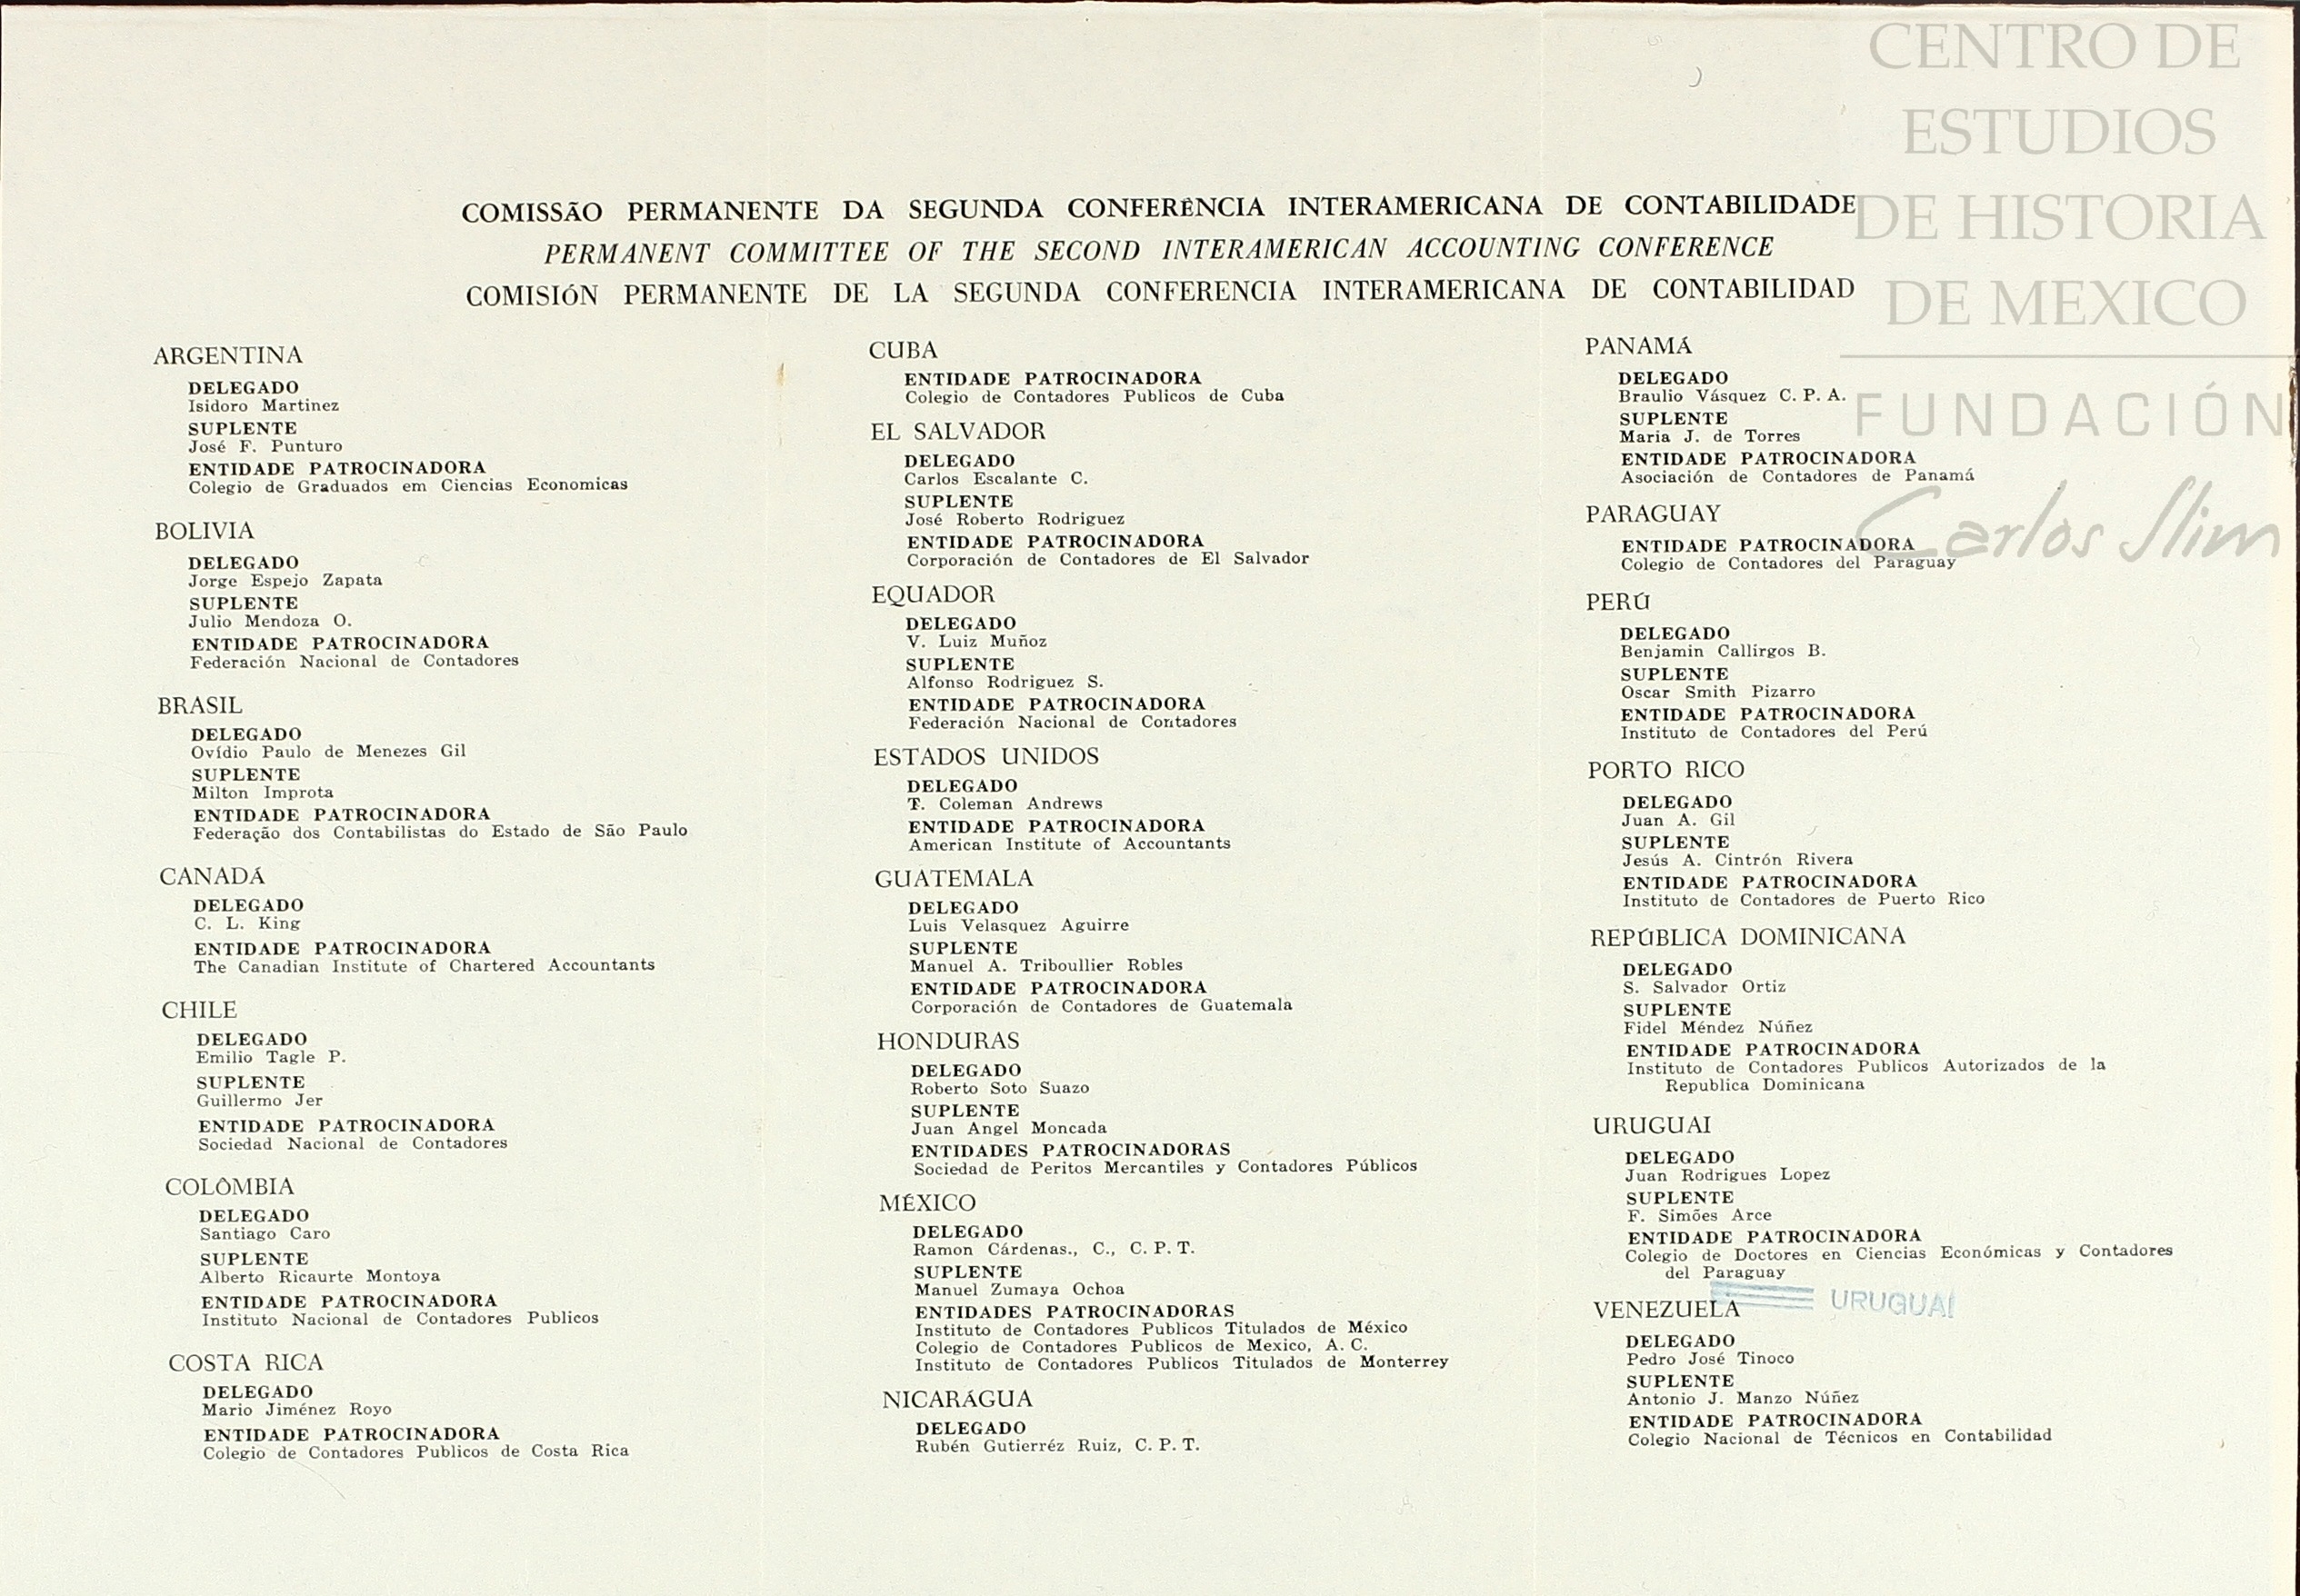 CENTRO DE
ESTUDIOS
DE HISTORIA
DE MEXICO
FUNDACIÓN
Carlos Slim
COMISSÃO PERMANENTE DA SEGUNDA CONFERÊNCIA INTERAMERICANA DE CONTABILIDADE
PERMANENT COMMITTEE OF THE SECOND INTERAMERICAN ACCOUNTING CONFERENCE
COMISIÓN PERMANENTE DE LA SEGUNDA CONFERENCIA INTERAMERICANA DE CONTABILIDAD
ARGENTINA
DELEGADO
Isidoro Martinez
SUPLENTE
José F. Punturo
ENTIDADE PATROCINADORA
Colegio de Graduados em Ciencias Economicas
BOLIVIA
DELEGADO
Jorge Espejo Zapata
SUPLENTE
Julio Mendoza O.
ENTIDADE PATROCINADORA
Federación Nacional de Contadores
BRASIL
DELEGADO
Ovídio Paulo de Menezes Gil
SUPLENTE
Milton Improta
ENTIDADE PATROCINADORA
Federação dos Contabilistas do Estado de São Paulo
CANADÁ
DELEGADO
C. L. King
ENTIDADE PATROCINADORA
The Canadian Institute of Chartered Accountants
CHILE
DELEGADO
Emilio Tagle P.
SUPLENTE
Guillermo Jer
ENTIDADE PATROCINADORA
Sociedad Nacional de Contadores
COLÔMBIA
DELEGADO
Santiago Caro
SUPLENTE
Alberto Ricaurte Montoya
ENTIDADE PATROCINADORA
Instituto Nacional de Contadores Publicos
COSTA RICA
DELEGADO
Mario Jiménez Royo
ENTIDADE PATROCINADORA
Colegio de Contadores Publicos de Costa Rica
CUBA
ENTIDADE PATROCINADORA
Colegio de Contadores Publicos de Cuba
EL SALVADOR
DELEGADO
Carlos Escalante C.
SUPLENTE
José Roberto Rodriguez
ENTIDADE PATROCINADORA
Corporación de Contadores de El Salvador
EQUADOR
DELEGADO
V. Luiz Muñoz
SUPLENTE
Alfonso Rodriguez S.
ENTIDADE PATROCINADORA
Federación Nacional de Contadores
ESTADOS UNIDOS
DELEGADO
T. Coleman Andrews
ENTIDADE PATROCINADORA
American Institute of Accountants
GUATEMALA
DELEGADO
Luis Velasquez Aguirre
SUPLENTE
Manuel A. Triboullier Robles
ENTIDADE PATROCINADORA
Corporación de Contadores de Guatemala
HONDURAS
DELEGADO
Roberto Soto Suazo
SUPLENTE
Juan Angel Moncada
ENTIDADES PATROCINADORAS
Sociedad de Peritos Mercantiles y Contadores Públicos
MÉXICO
DELEGADO
Ramon Cárdenas., C., C. P. T.
SUPLENTE
Manuel Zumaya Ochoa
ENTIDADES PATROCINADORAS
Instituto de Contadores Publicos Titulados de México
Colegio de Contadores Publicos de Mexico, A. C.
Instituto de Contadores Publicos Titulados de Monterrey
NICARÁGUA
DELEGADO
Rubén Gutierréz Ruiz, C. P. T.
PANAMÁ
DELEGADO
Braulio Vásquez C. P. A.
SUPLENTE
Maria J. de Torres
ENTIDADE PATROCINADORA
Asociación de Contadores de Panamá
PARAGUAY
ENTIDADE PATROCINADORA
Colegio de Contadores del Paraguay
PERÚ
DELEGADO
Benjamin Callirgos B.
SUPLENTE
Oscar Smith Pizarro
ENTIDADE PATROCINADORA
Instituto de Contadores del Perú
PORTO RICO
DELEGADO
Juan A. Gil
SUPLENTE
Jesús A. Cintrón Rivera
ENTIDADE PATROCINADORA
Instituto de Contadores de Puerto Rico
REPÚBLICA DOMINICANA
DELEGADO
S. Salvador Ortiz
SUPLENTE
Fidel Méndez Núñez
ENTIDADE PATROCINADORA
Instituto de Contadores Publicos Autorizados de la
Republica Dominicana
URUGUAI
DELEGADO
Juan Rodrigues Lopez
SUPLENTE
F. Simões Arce
ENTIDADE PATROCINADORA
Colegio de Doctores en Ciencias Económicas y Contadores
del Paraguay
URUGUAI
VENEZUELA
DELEGADO
Pedro José Tinoco
SUPLENTE
Antonio J. Manzo Núñez
ENTIDADE PATROCINADORA
Colegio Nacional de Técnicos en Contabilidad